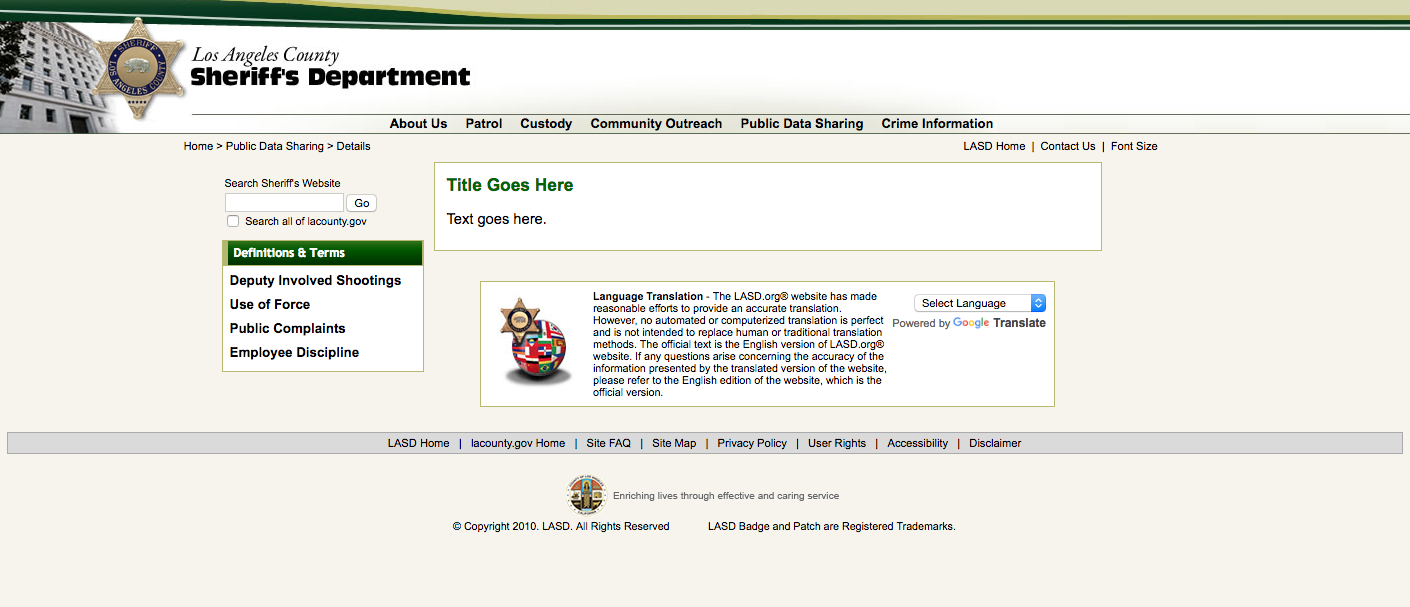 SHERIFF
LOS ANGELES COUNTY
Los Angeles County
Sheriff's Department
About Us Patrol Custody Community Outreach Public Data Sharing Crime Information
Home > Public Data Sharing > Details
LASD Home | Contact Us | Font Size
Search Sheriff's Website
Go
Search all of lacounty.gov
Definitions & Terms
Deputy Involved Shootings
Use of Force
Public Complaints
Employee Discipline
Title Goes Here
Text goes here.
Language Translation - The LASD.org® website has made
reasonable efforts to provide an accurate translation.
However, no automated or computerized translation is perfect
and is not intended to replace human or traditional translation
methods. The official text is the English version of LASD.org®
website. If any questions arise concerning the accuracy of the
information presented by the translated version of the website,
please refer to the English edition of the website, which is the
official version.
Select Language
Powered by Google Translate
LASD Home | lacounty.gov Home | Site FAQ | Site Map | Privacy Policy | User Rights | Accessibility | Disclaimer
Enriching lives through effective and caring service
© Copyright 2010. LASD. All Rights Reserved LASD Badge and Patch are Registered Trademarks.